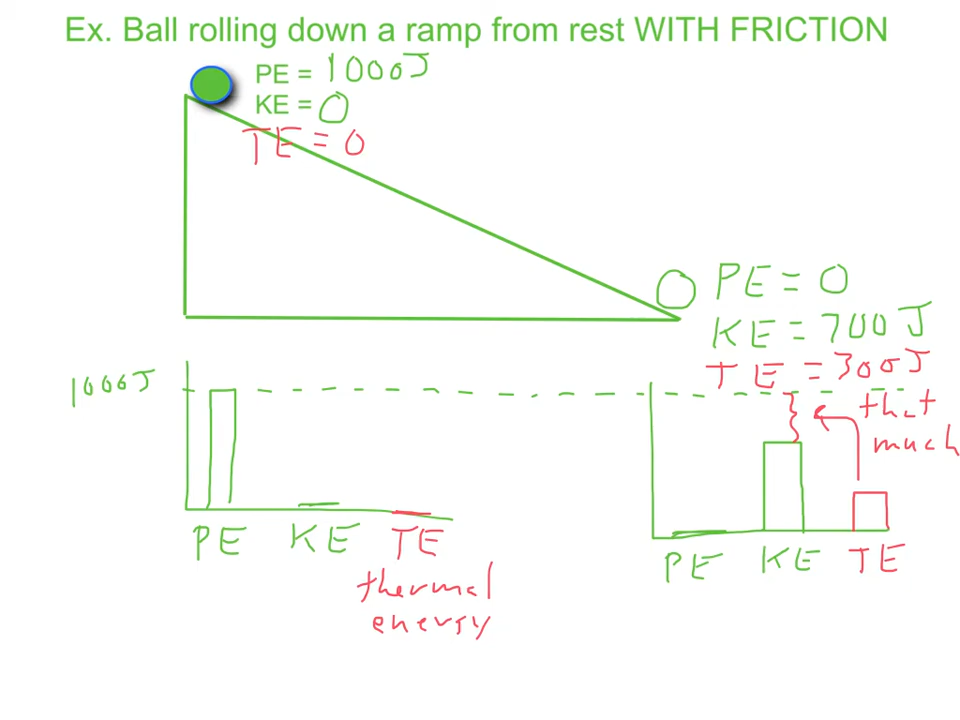 Ex. Ball rolling down a ramp from rest WITH FRICTION
PE = 1000J
KE = 0
TE = 0
PE = 0
KE = 700 J
TE = 300J
1000J
that
much
PE KE TE
thermal
energy
PE KE TE